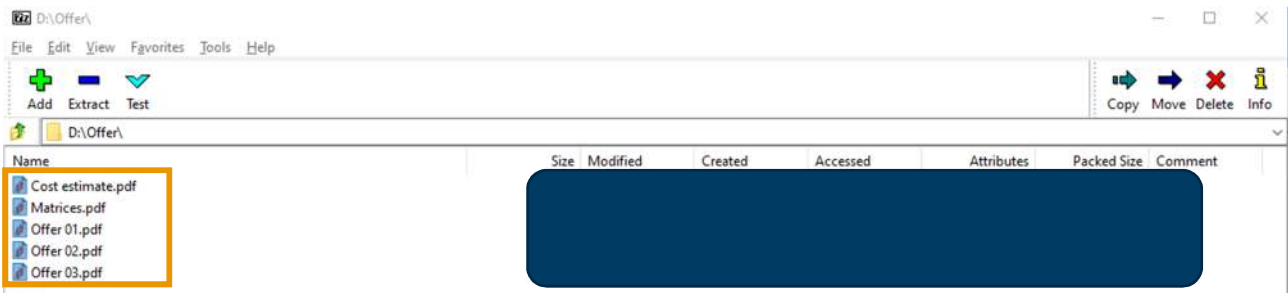 7z D:\Offer\
File Edit View Favorites Tools Help
Add Extract Test Copy Move Delete Info
D:\Offer\
Name Size Modified Created Accessed Attributes Packed Size Comment
Cost estimate.pdf
Matrices.pdf
Offer 01.pdf
Offer 02.pdf
Offer 03.pdf